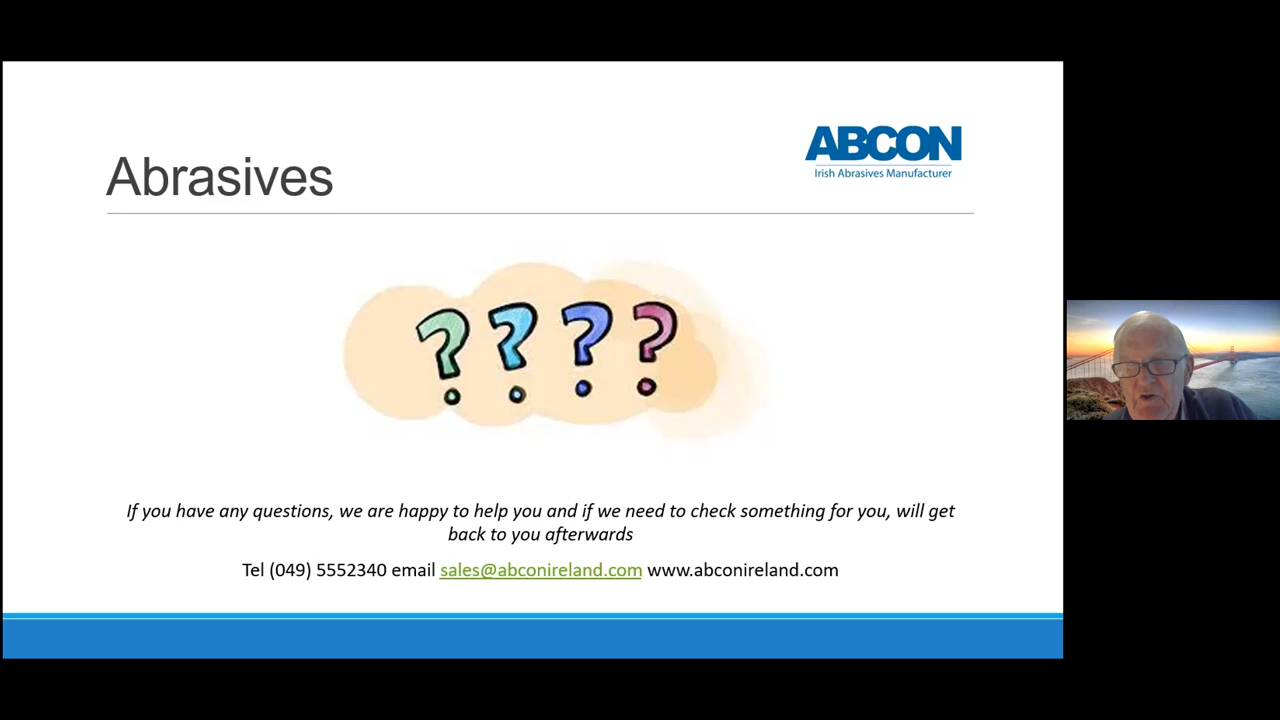 Abrasives
ABCON
Irish Abrasives Manufacturer
? ? ? ?
If you have any questions, we are happy to help you and if we need to check something for you, will get
back to you afterwards
Tel (049) 5552340 email sales@abconireland.com www.abconireland.com